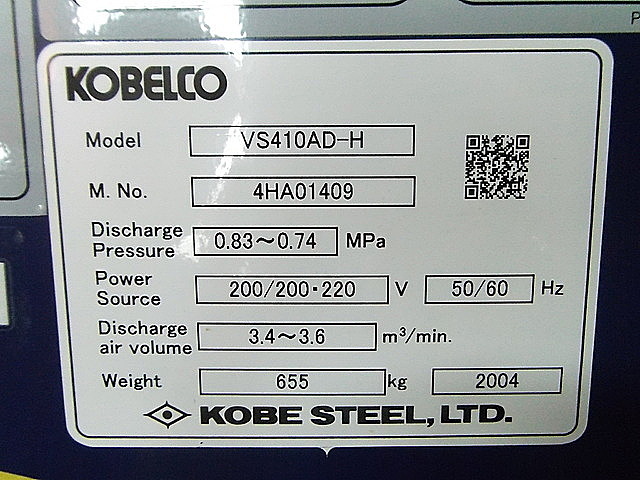 P
KOBELCO
Model VS410AD-H
M. No. 4HA01409
Discharge
Pressure 0.83～0.74 MPa
Power
Source 200/200・220 V 50/60 Hz
Discharge
air volume 3.4～3.6 m³/min.
Weight 655 kg 2004
KOBE STEEL, LTD.